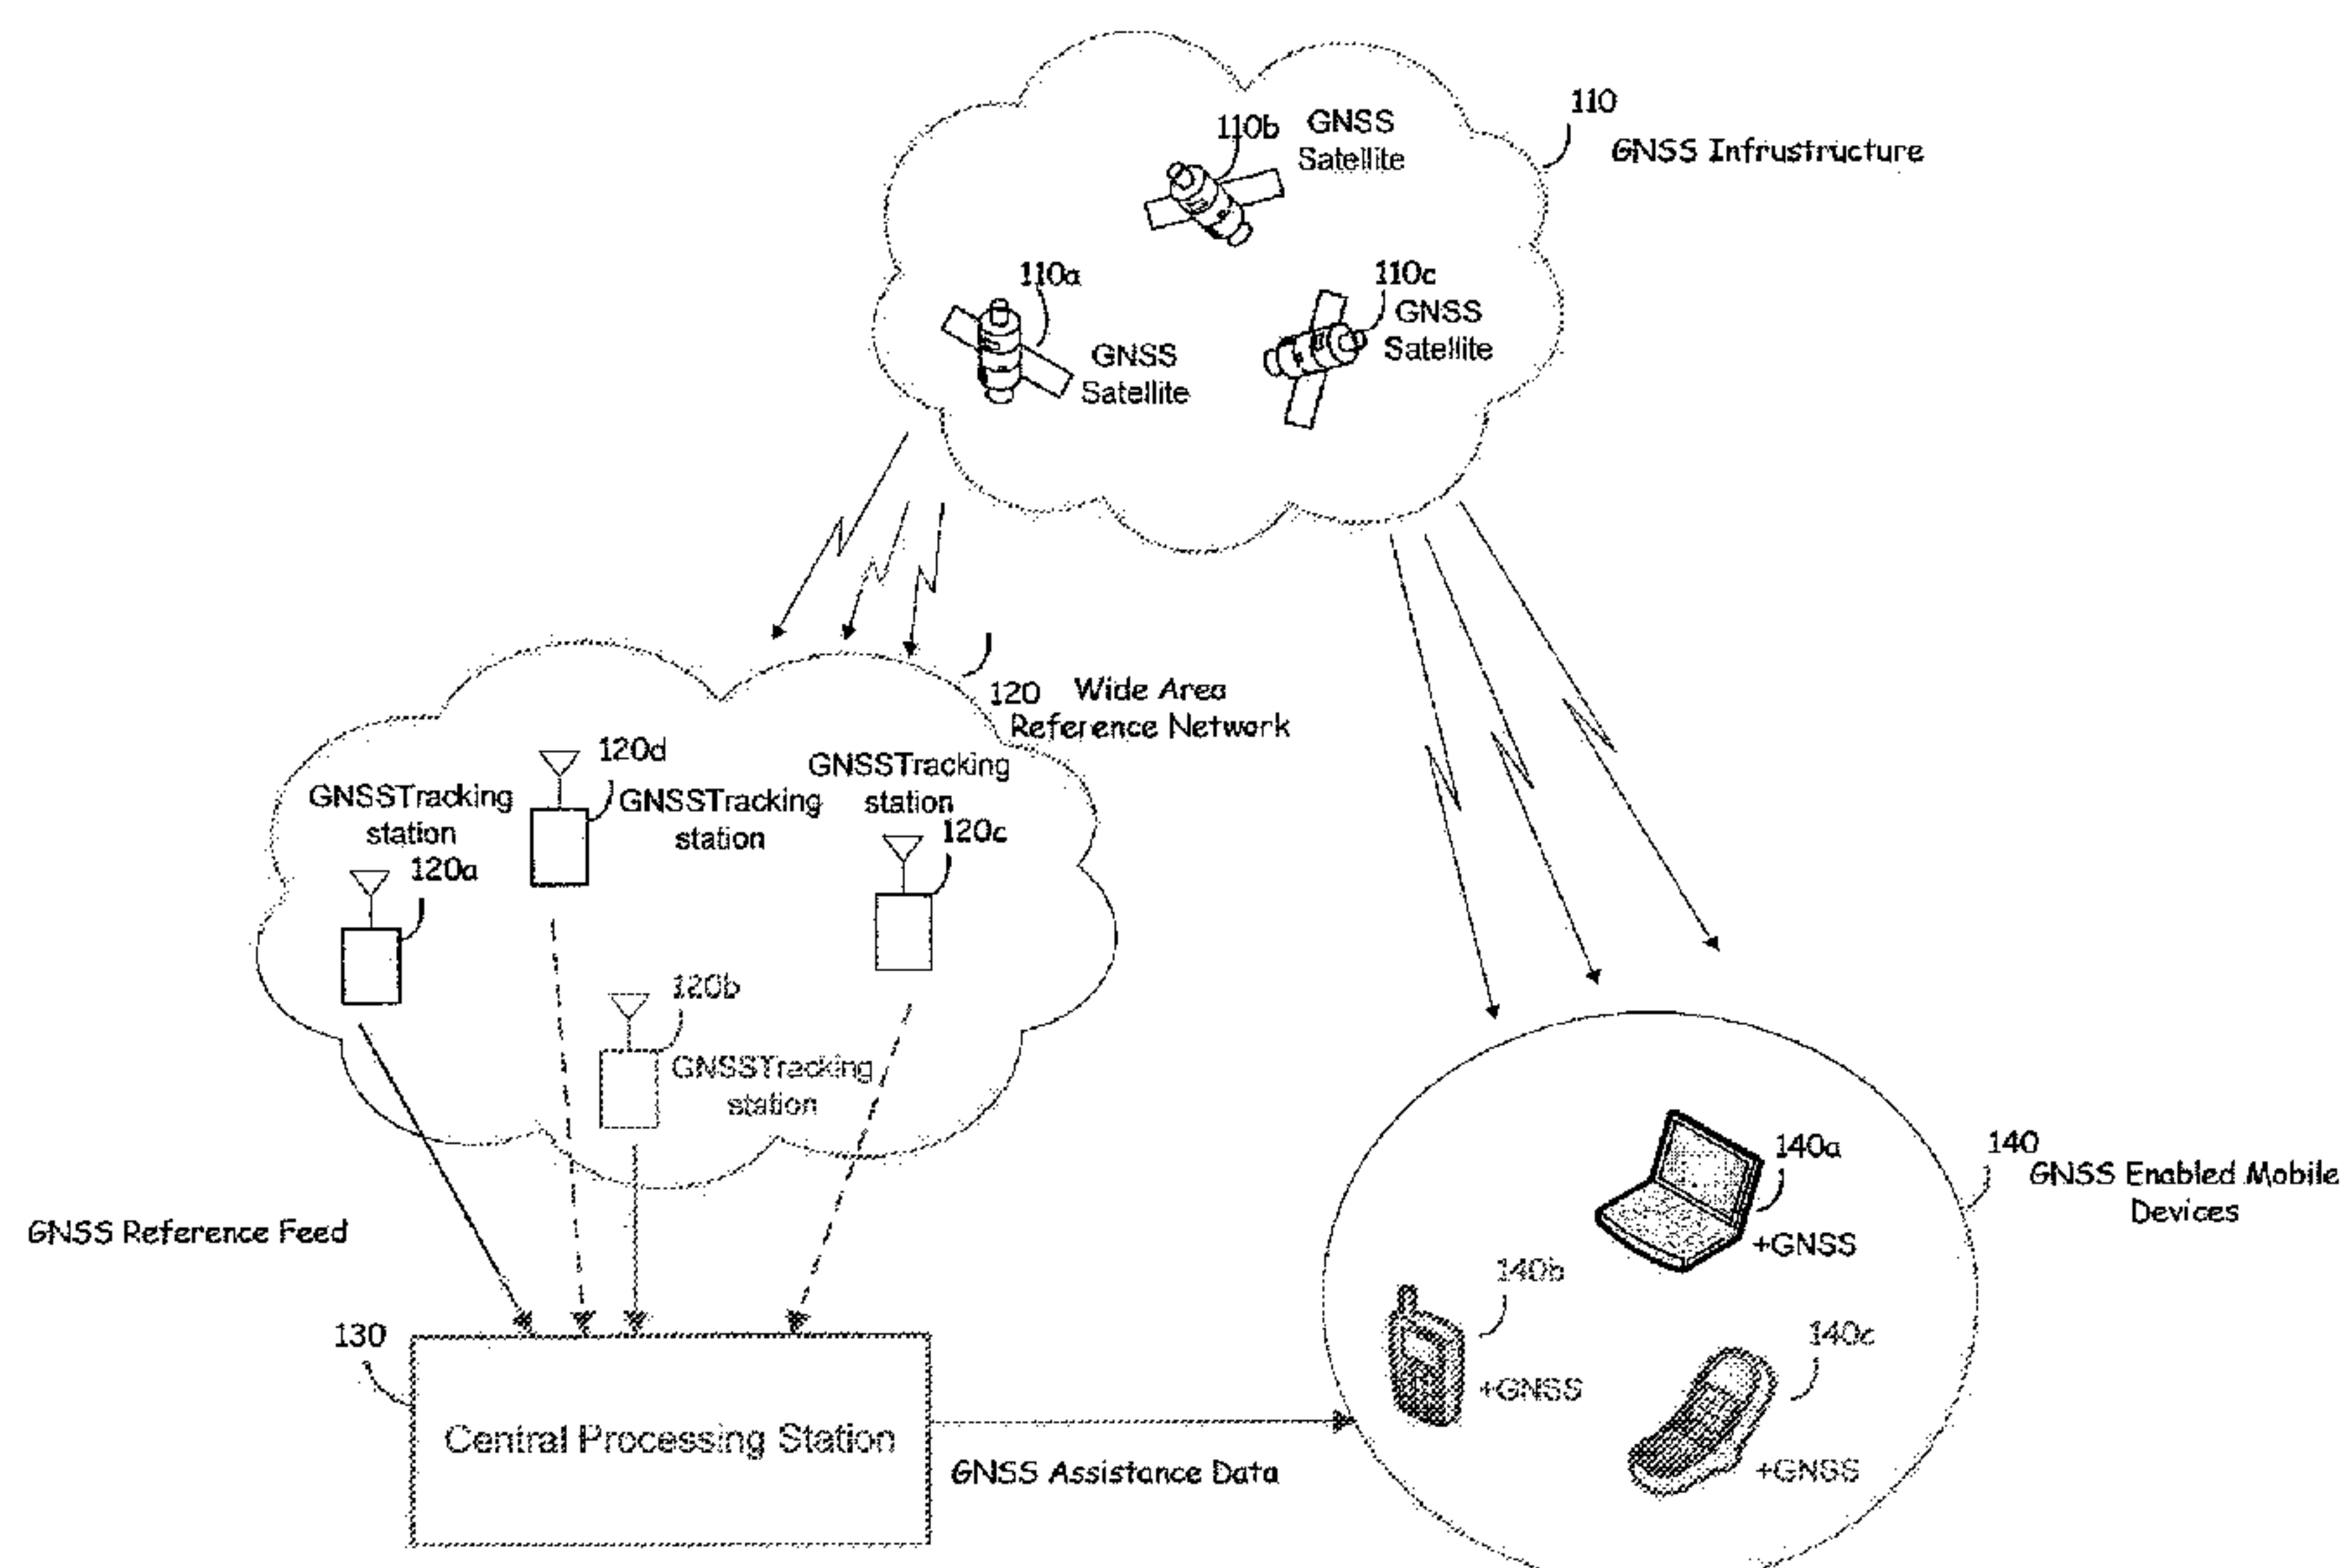 110
GNSS Infrustructure
110b GNSS
Satellite
110a
GNSS
Satellite
110c
GNSS
Satellite
120 Wide Area
Reference Network
120d
GNSSTracking
station
GNSSTracking
station
120c
GNSSTracking
station
120a
120b
GNSSTracking
station
GNSS Reference Feed
130
Central Processing Station
GNSS Assistance Data
140
GNSS Enabled Mobile
Devices
140a
+GNSS
140b
+GNSS
140c
+GNSS